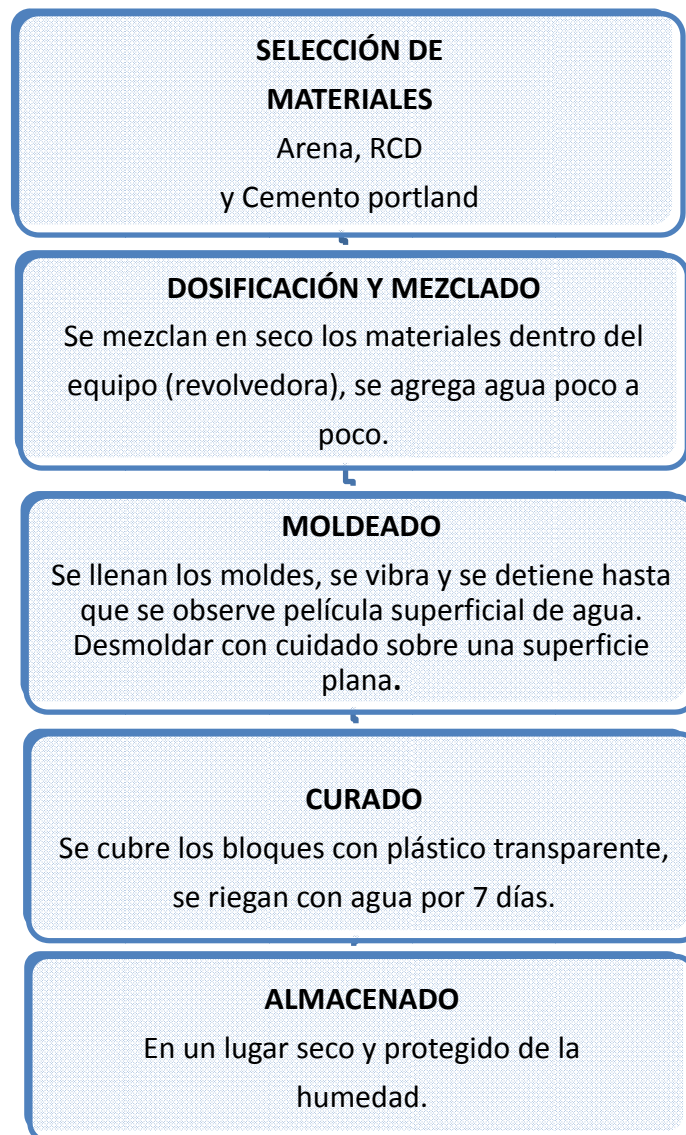 SELECCIÓN DE
MATERIALES
Arena, RCD
y Cemento portland
DOSIFICACIÓN Y MEZCLADO
Se mezclan en seco los materiales dentro del
equipo (revolvedora), se agrega agua poco a
poco.
MOLDEADO
Se llenan los moldes, se vibra y se detiene hasta
que se observe película superficial de agua.
Desmoldar con cuidado sobre una superficie
plana.
CURADO
Se cubre los bloques con plástico transparente,
se riegan con agua por 7 días.
ALMACENADO
En un lugar seco y protegido de la
humedad.